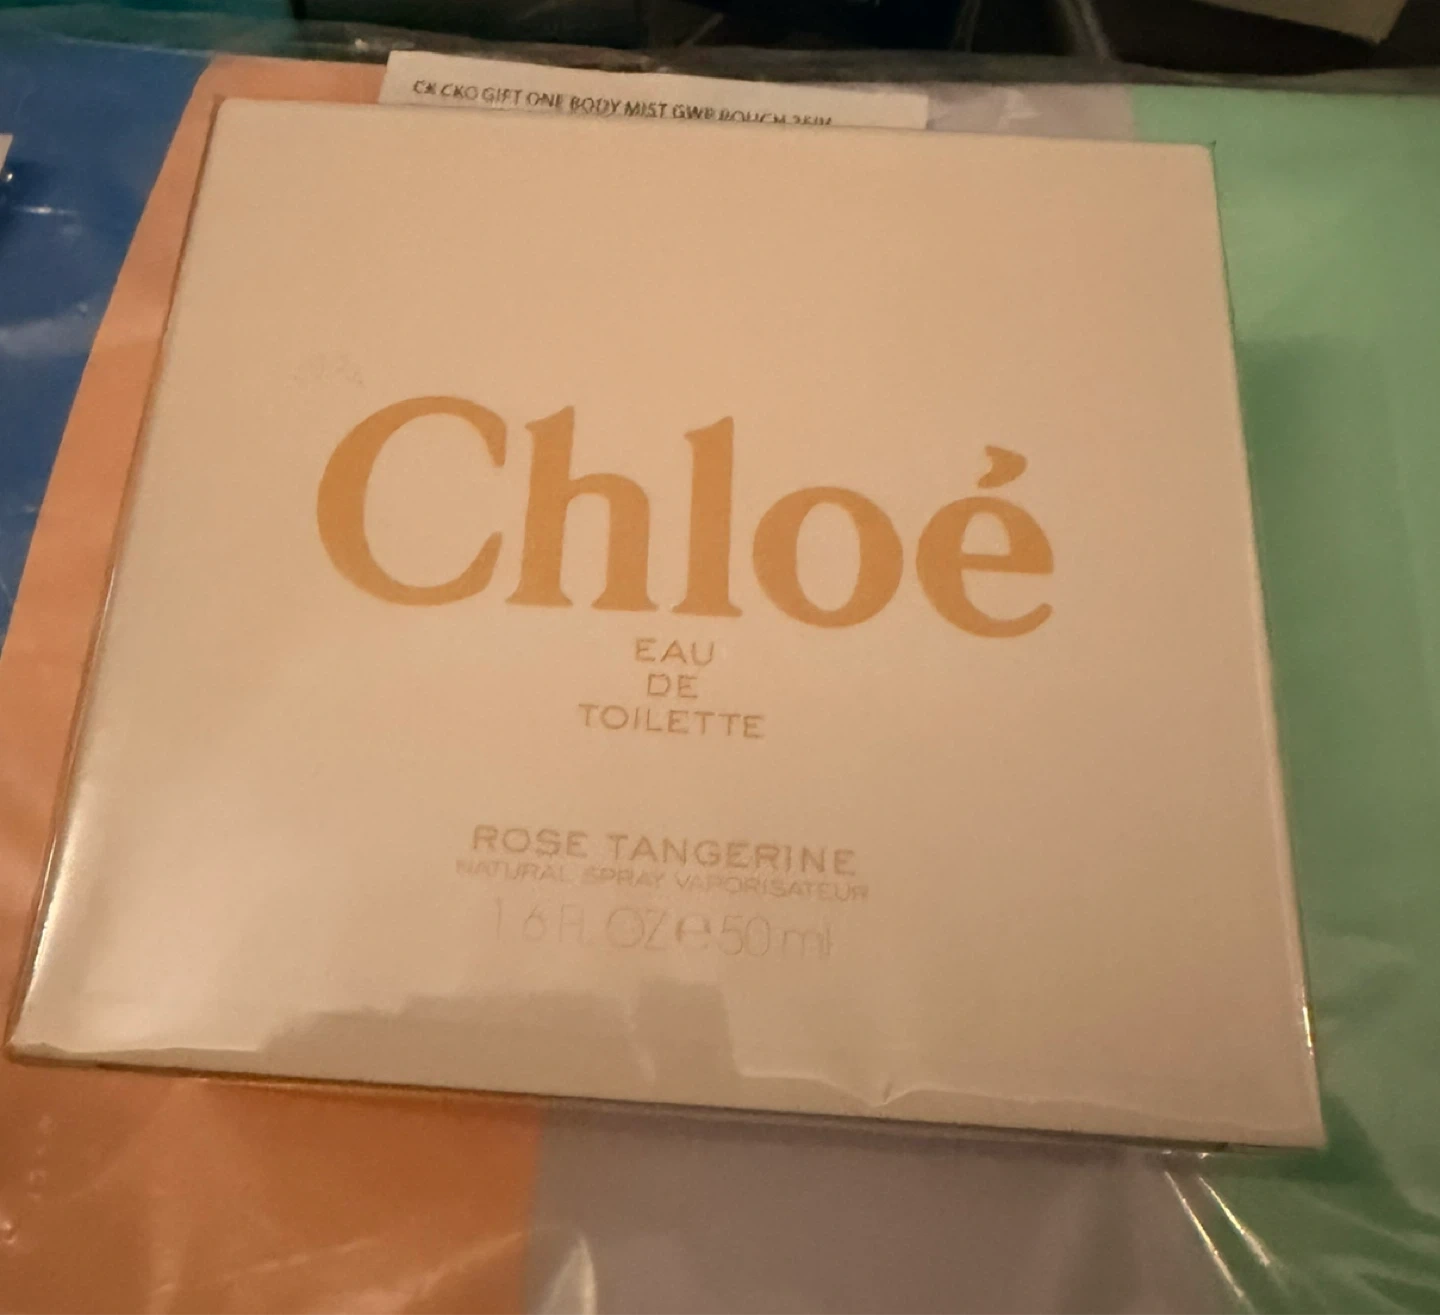 CK CKO GIFT ONE BODY MIST GWP POUCH
Chloé
EAU
DE
TOILETTE
ROSE TANGERINE
NATURAL SPRAY VAPORISATEUR
1.6 FL. OZ e 50 ml